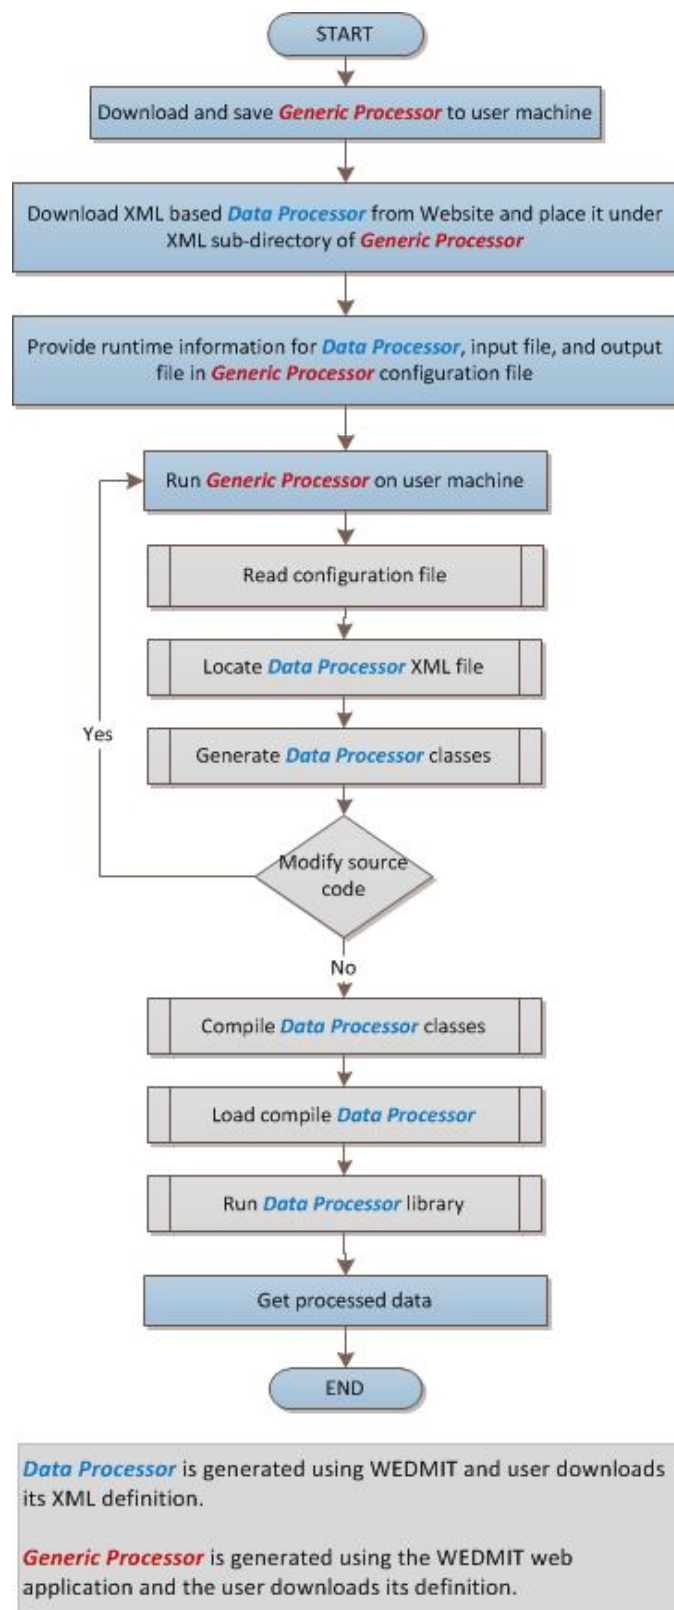 START
Download and save Generic Processor to user machine
Download XML based Data Processor from Website and place it under
XML sub-directory of Generic Processor
Provide runtime information for Data Processor, input file, and output
file in Generic Processor configuration file
Run Generic Processor on user machine
Read configuration file
Locate Data Processor XML file
Yes
Generate Data Processor classes
Modify source
code
No
Compile Data Processor classes
Load compile Data Processor
Run Data Processor library
Get processed data
END
Data Processor is generated using WEDMIT and user downloads
its XML definition.
Generic Processor is generated using the WEDMIT web
application and the user downloads its definition.